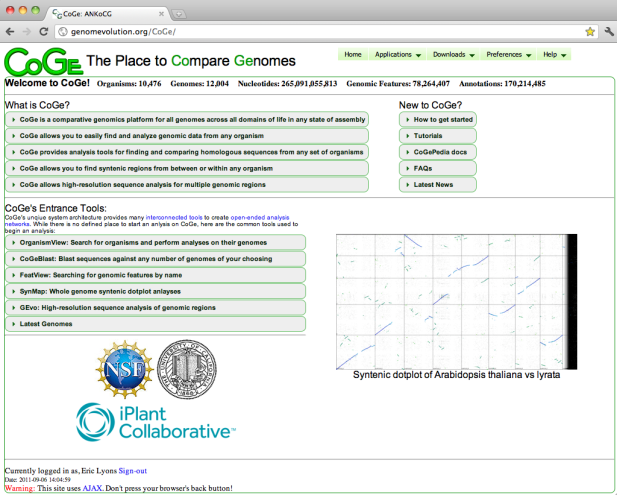 CoGe: ANKoCG
genomevolution.org/CoGe/
CoGe The Place to Compare Genomes
Home Applications Downloads Preferences Help
Welcome to CoGe! Organisms: 10,476 Genomes: 12,004 Nucleotides: 265,091,055,813 Genomic Features: 78,264,407 Annotations: 170,214,485
What is CoGe?
CoGe is a comparative genomics platform for all genomes across all domains of life in any state of assembly
CoGe allows you to easily find and analyze genomic data from any organism
CoGe provides analysis tools for finding and comparing homologous sequences from any set of organisms
CoGe allows you to find syntenic regions from between or within any organism
CoGe allows high-resolution sequence analysis for multiple genomic regions
New to CoGe?
How to get started
Tutorials
CoGePedia docs
FAQs
Latest News
CoGe's Entrance Tools:
CoGe's unqiue system architecture provides many interconnected tools to create open-ended analysis
networks. While there is no defined place to start an anlysis on CoGe, here are the common tools used to
begin an analysis:
OrganismView: Search for organisms and perform analyses on their genomes
CoGeBlast: Blast sequences against any number of genomes of your choosing
FeatView: Searching for genomic features by name
SynMap: Whole genome syntenic dotplot anlayses
GEvo: High-resolution sequence analysis of genomic regions
Latest Genomes
Syntenic dotplot of Arabidopsis thaliana vs lyrata
NSF
iPlant
Collaborative™
Currently logged in as, Eric Lyons Sign-out
Date: 2011-09-06 14:04:59
Warning: This site uses AJAX. Don't press your browser's back button!